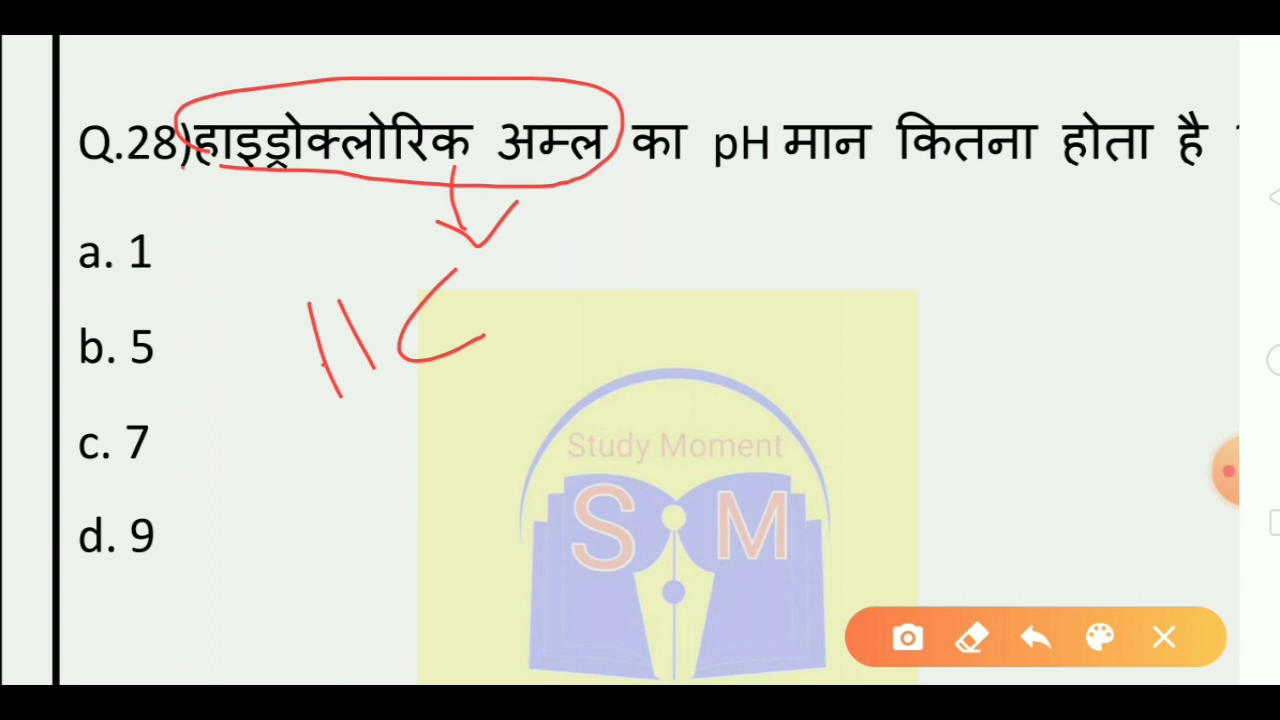 Q.28)हाइड्रोक्लोरिक अम्ल का pH मान कितना होता है
a. 1
b. 5
c. 7
d. 9
Study Moment
S M